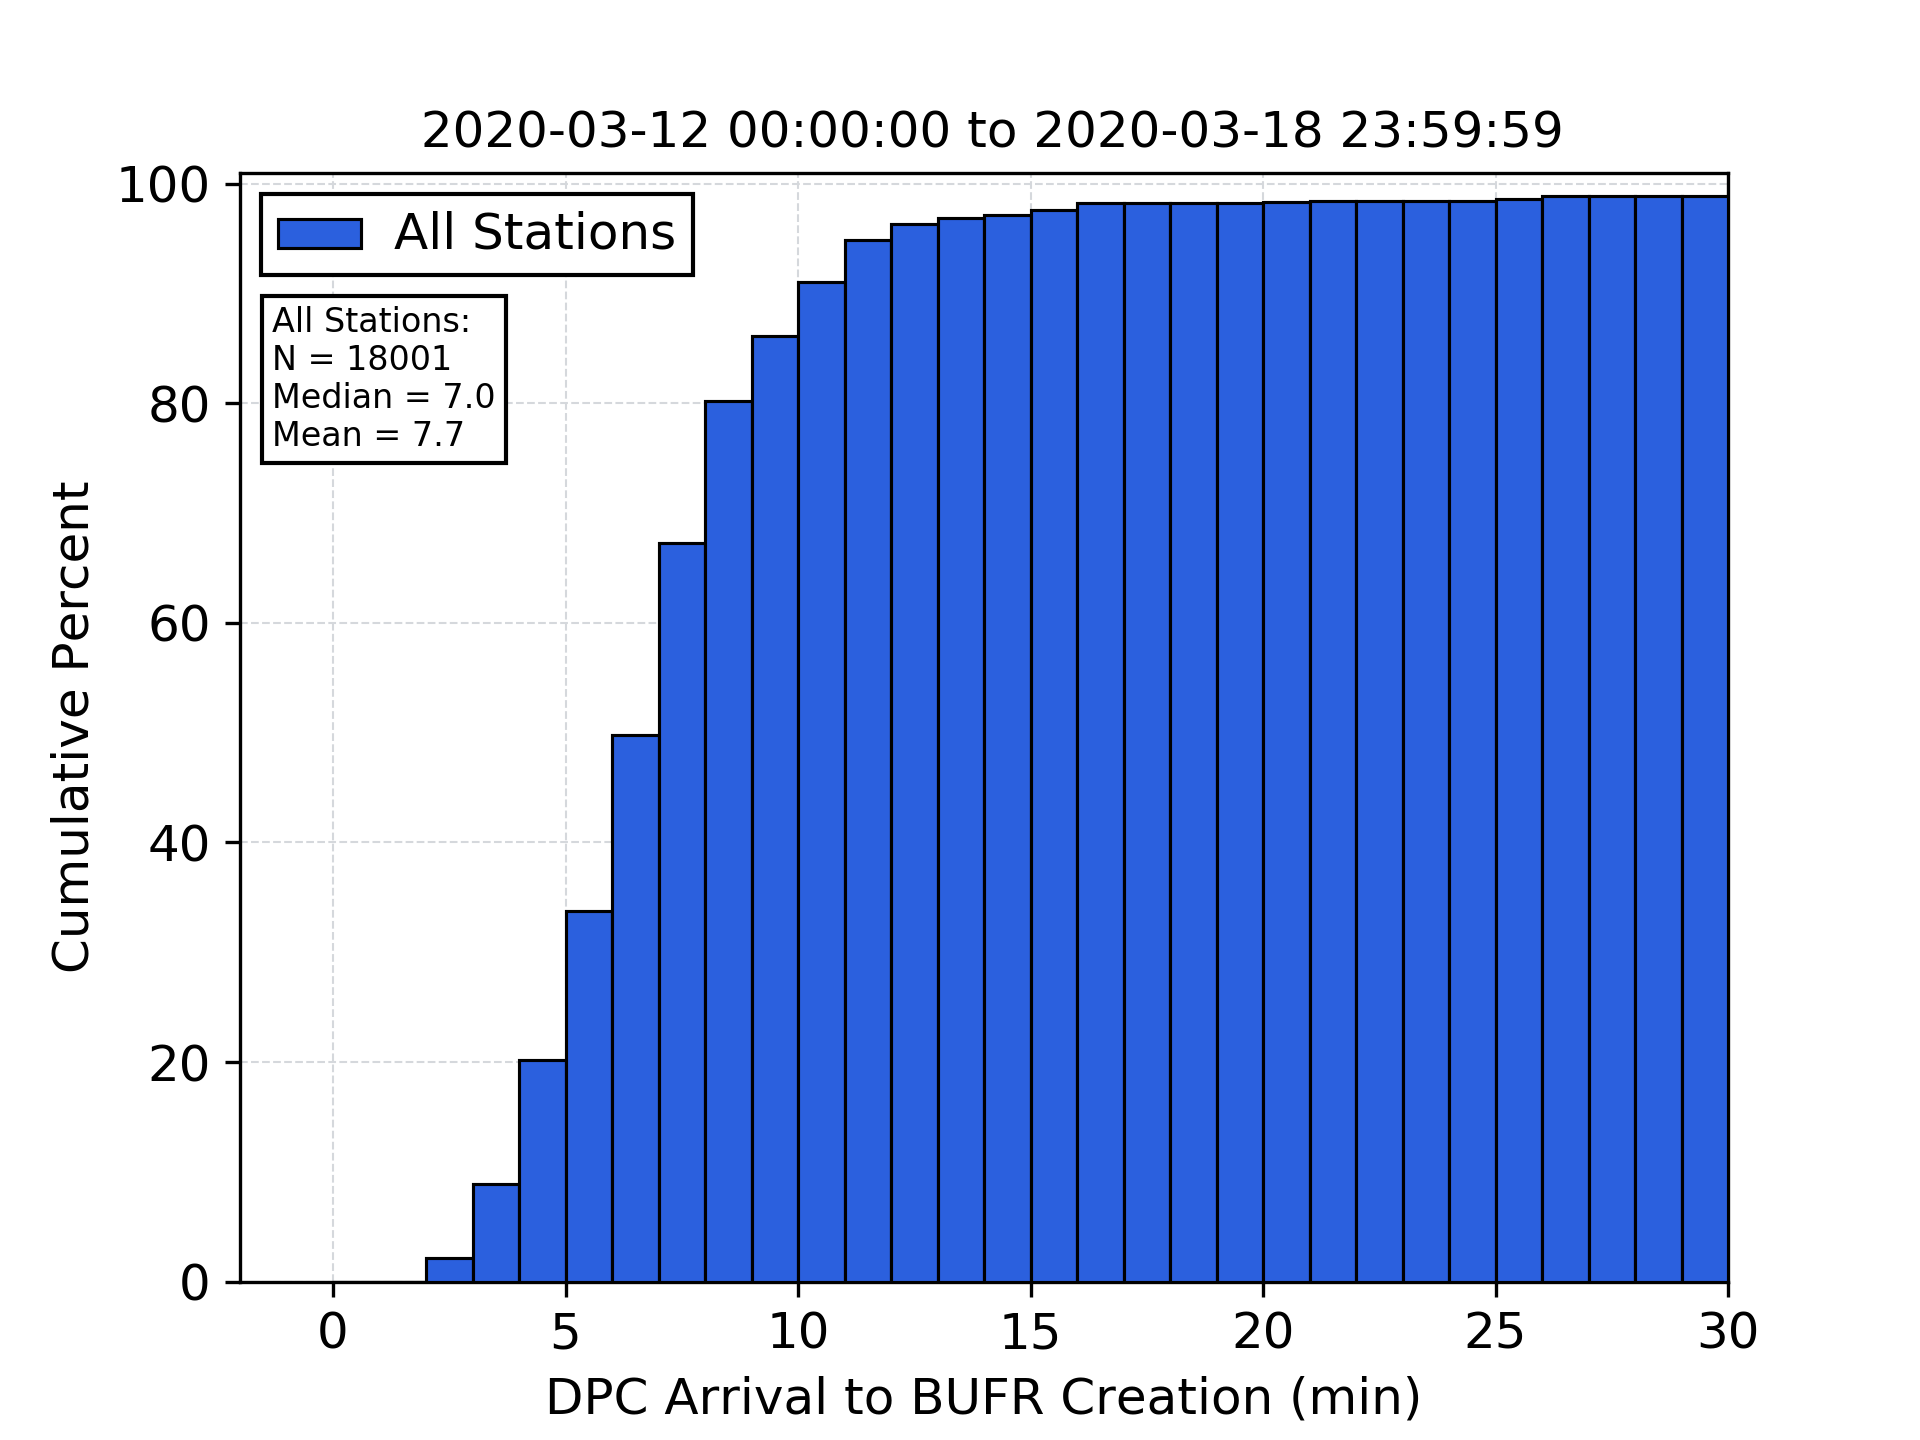 2020-03-12 00:00:00 to 2020-03-18 23:59:59
100
80
60
40
20
0
Cumulative Percent
All Stations
All Stations:
N = 18001
Median = 7.0
Mean = 7.7
0 5 10 15 20 25 30
DPC Arrival to BUFR Creation (min)